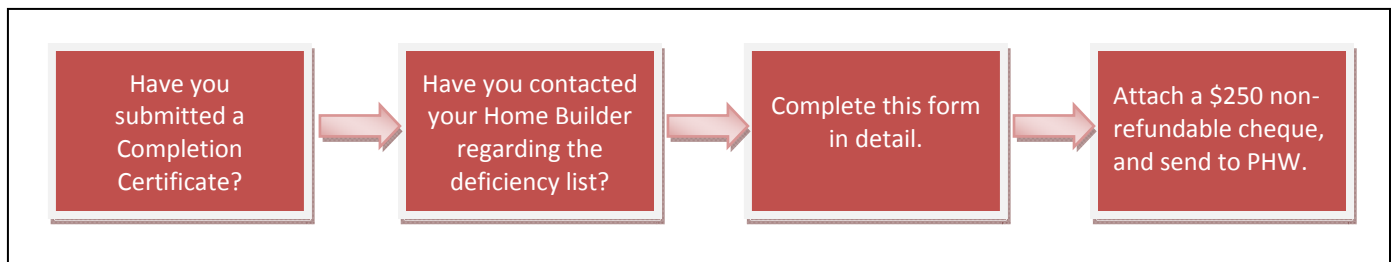 Have you
submitted a
Completion
Certificate?
Have you contacted
your Home Builder
regarding the
deficiency list?
Complete this form
in detail.
Attach a $250 non-
refundable cheque,
and send to PHW.